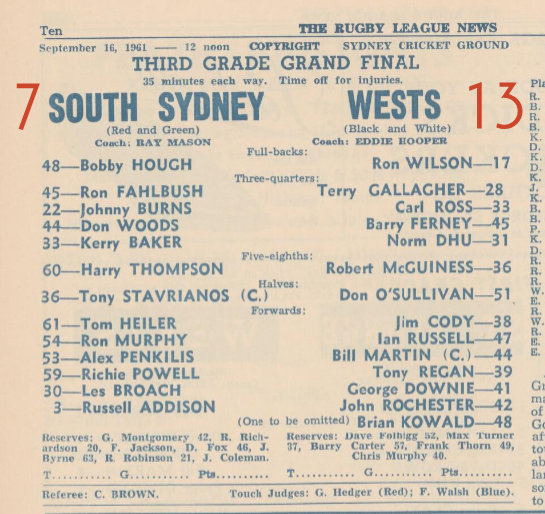 Ten THE RUGBY LEAGUE NEWS
September 16, 1961 — 12 noon COPYRIGHT SYDNEY CRICKET GROUND
THIRD GRADE GRAND FINAL
35 minutes each way. Time off for injuries.
7 SOUTH SYDNEY WESTS 13
(Red and Green) (Black and White)
Coach: RAY MASON Coach: EDDIE HOOPER
Full-backs:
48—Bobby HOUGH Ron WILSON—17
Three-quarters:
45—Ron FAHLBUSH Terry GALLAGHER—28
22—Johnny BURNS Carl ROSS—33
44—Don WOODS Barry FERNEY—45
33—Kerry BAKER Norm DHU—31
Five-eighths:
60—Harry THOMPSON Robert McGUINESS—36
Halves:
36—Tony STAVRIANOS (C.) Don O'SULLIVAN—51
Forwards:
61—Tom HEILER Jim CODY—38
54—Ron MURPHY Ian RUSSELL—47
53—Alex PENKILIS Bill MARTIN (C.)—44
59—Richie POWELL Tony REGAN—39
30—Les BROACH George DOWNIE—41
3—Russell ADDISON John ROCHESTER—42
(One to be omitted) Brian KOWALD—48
Reserves: G. Montgomery 42, R. Rich-
ardson 20, F. Jackson, D. Fox 46, J.
Byrne 63, R. Robinson 21, J. Coleman.
Reserves: Dave Folbigg 52, Max Turner
37, Barry Carter 57, Frank Thorn 49,
Chris Murphy 40.
T........... G........... Pts.......... T........... G........... Pts..........
Referee: C. BROWN. Touch Judges: G. Hedger (Red); F. Walsh (Blue).